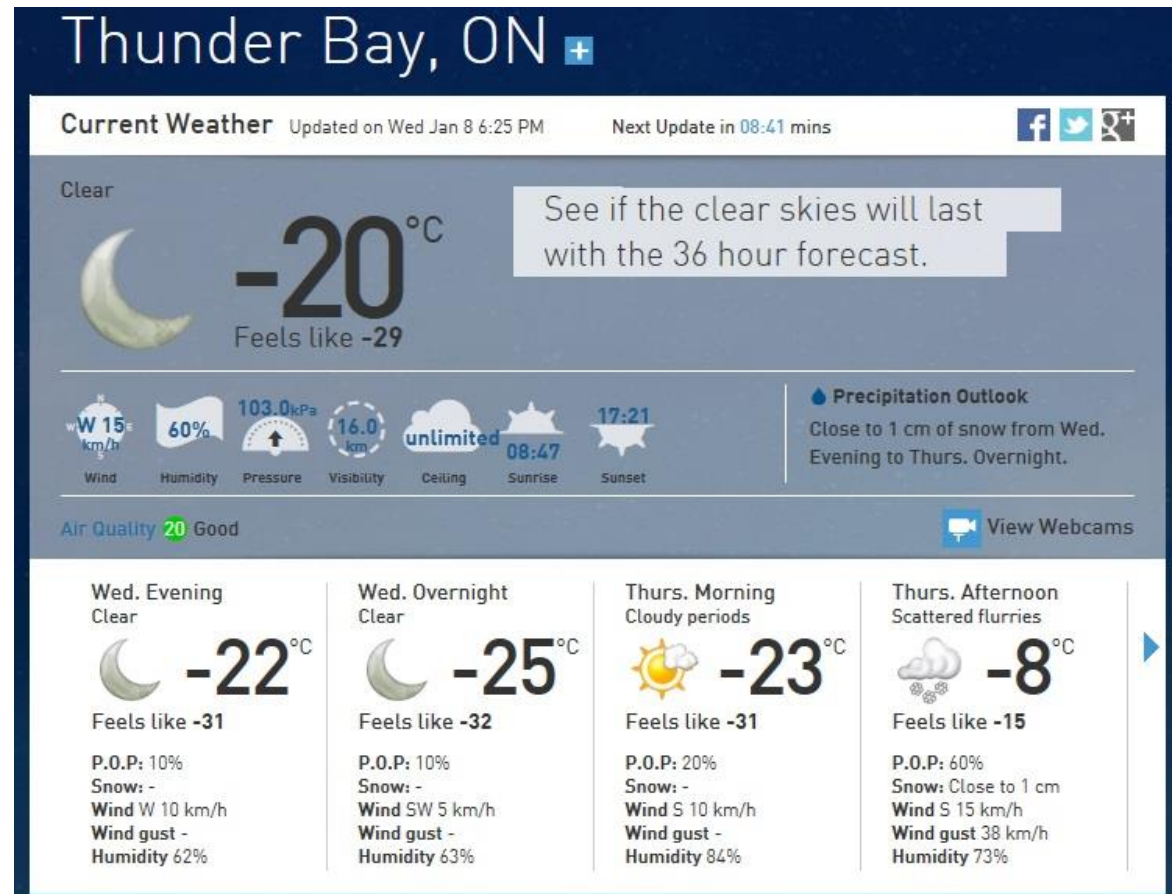 Thunder Bay, ON +
Current Weather Updated on Wed Jan 8 6:25 PM Next Update in 08:41 mins
f g+
Clear
-20°C
Feels like -29
See if the clear skies will last
with the 36 hour forecast.
N
W E
S
W 15
km/h
Wind
60%
Humidity
103.0kPa
Pressure
16.0
km
Visibility
unlimited
Ceiling
08:47
Sunrise
17:21
Sunset
Precipitation Outlook
Close to 1 cm of snow from Wed.
Evening to Thurs. Overnight.
Air Quality 20 Good
View Webcams
Wed. Evening
Clear
-22°C
Feels like -31
P.O.P: 10%
Snow: -
Wind W 10 km/h
Wind gust -
Humidity 62%
Wed. Overnight
Clear
-25°C
Feels like -32
P.O.P: 10%
Snow: -
Wind SW 5 km/h
Wind gust -
Humidity 63%
Thurs. Morning
Cloudy periods
-23°C
Feels like -31
P.O.P: 20%
Snow: -
Wind S 10 km/h
Wind gust -
Humidity 84%
Thurs. Afternoon
Scattered flurries
-8°C
Feels like -15
P.O.P: 60%
Snow: Close to 1 cm
Wind S 15 km/h
Wind gust 38 km/h
Humidity 73%